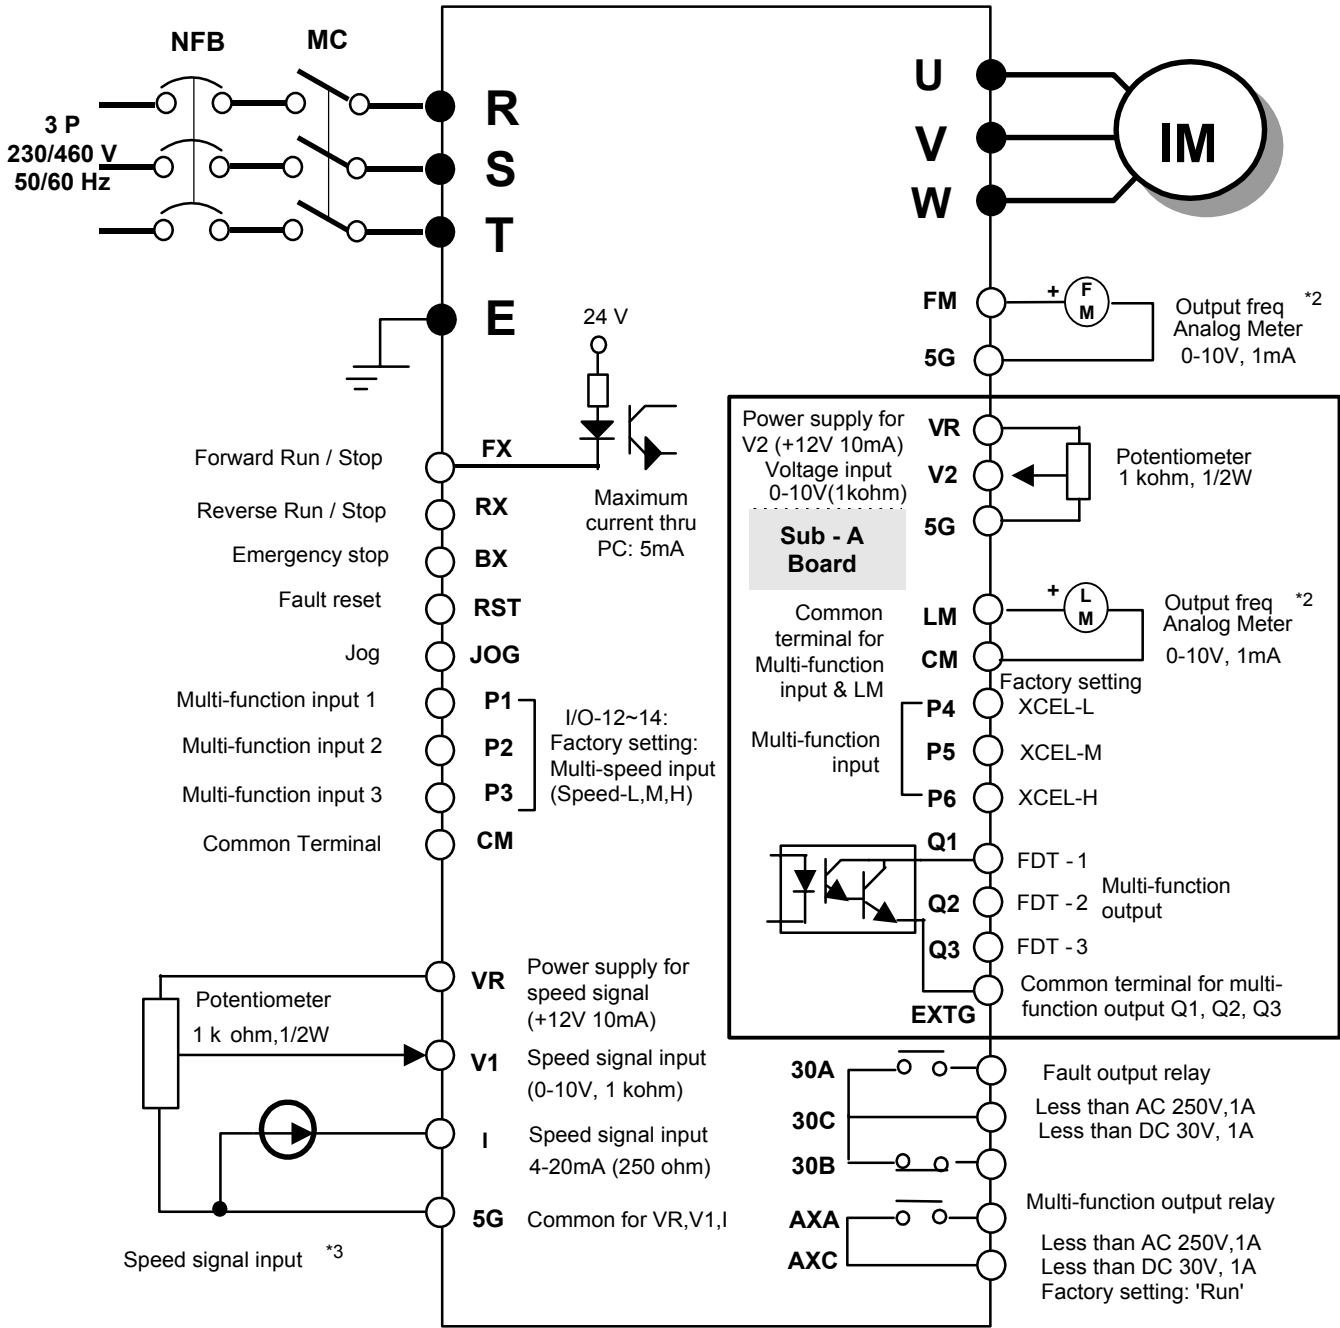 NFB
MC
3 P
230/460 V
50/60 Hz
R
S
T
E
U
V
W
IM
24 V
FM
5G
+
F
M
Output freq *2
Analog Meter
0-10V, 1mA
Forward Run / Stop
FX
Reverse Run / Stop
RX
Emergency stop
BX
Fault reset
RST
Jog
JOG
Multi-function input 1
P1
Multi-function input 2
P2
Multi-function input 3
P3
Common Terminal
CM
Maximum
current thru
PC: 5mA
I/O-12~14:
Factory setting:
Multi-speed input
(Speed-L,M,H)
Power supply for
V2 (+12V 10mA)
Voltage input
0-10V(1kohm)
VR
V2
5G
Potentiometer
1 kohm, 1/2W
Sub - A
Board
Common
terminal for
Multi-function
input & LM
LM
CM
+
L
M
Output freq *2
Analog Meter
0-10V, 1mA
Factory setting
Multi-function
input
P4
XCEL-L
P5
XCEL-M
P6
XCEL-H
Q1
FDT - 1
Q2
FDT - 2
Q3
FDT - 3
Multi-function
output
EXTG
Common terminal for multi-
function output Q1, Q2, Q3
Potentiometer
1 k ohm,1/2W
VR
Power supply for
speed signal
(+12V 10mA)
V1
Speed signal input
(0-10V, 1 kohm)
I
Speed signal input
4-20mA (250 ohm)
5G
Common for VR,V1,I
Speed signal input *3
30A
30C
30B
Fault output relay
Less than AC 250V,1A
Less than DC 30V, 1A
AXA
AXC
Multi-function output relay
Less than AC 250V,1A
Less than DC 30V, 1A
Factory setting: 'Run'